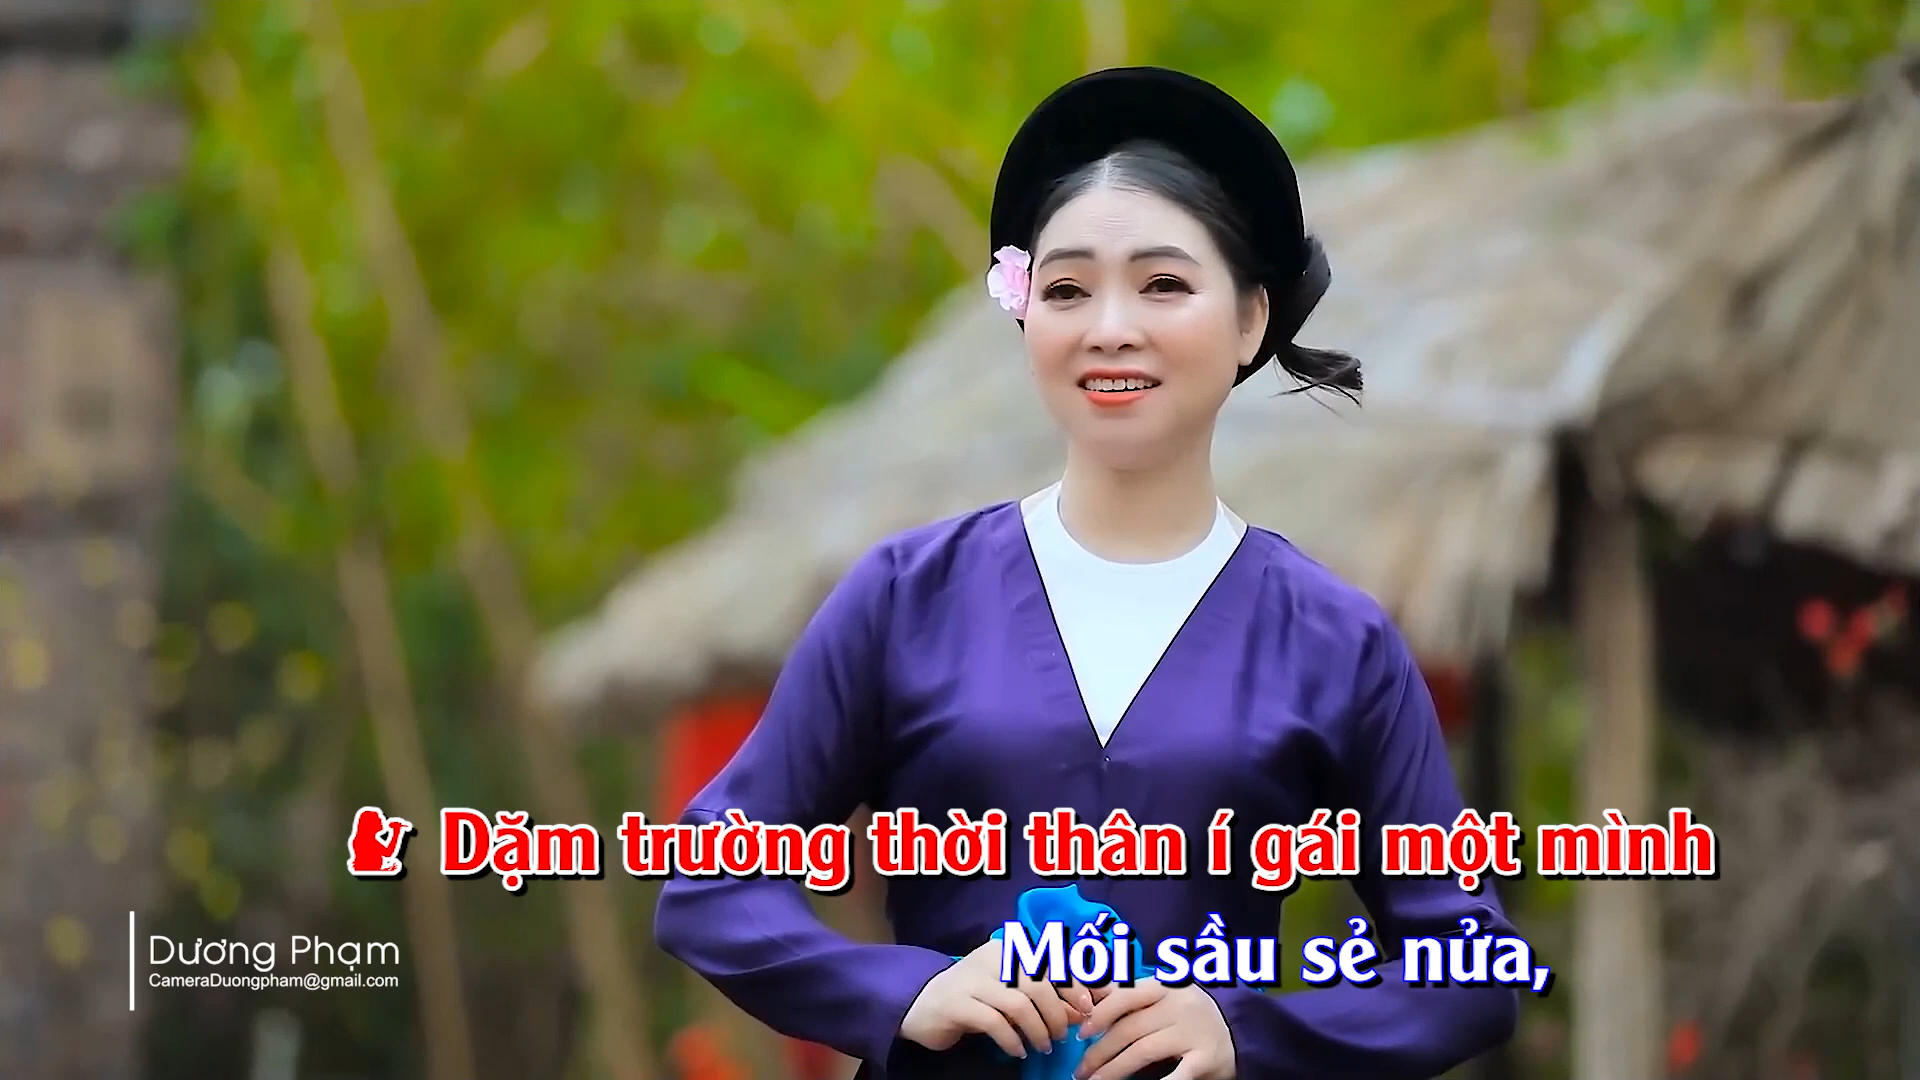 Dặm trường thời thân í gái một mình
Mối sầu sẻ nửa,
Dương Phạm
CameraDuongpham@gmail.com